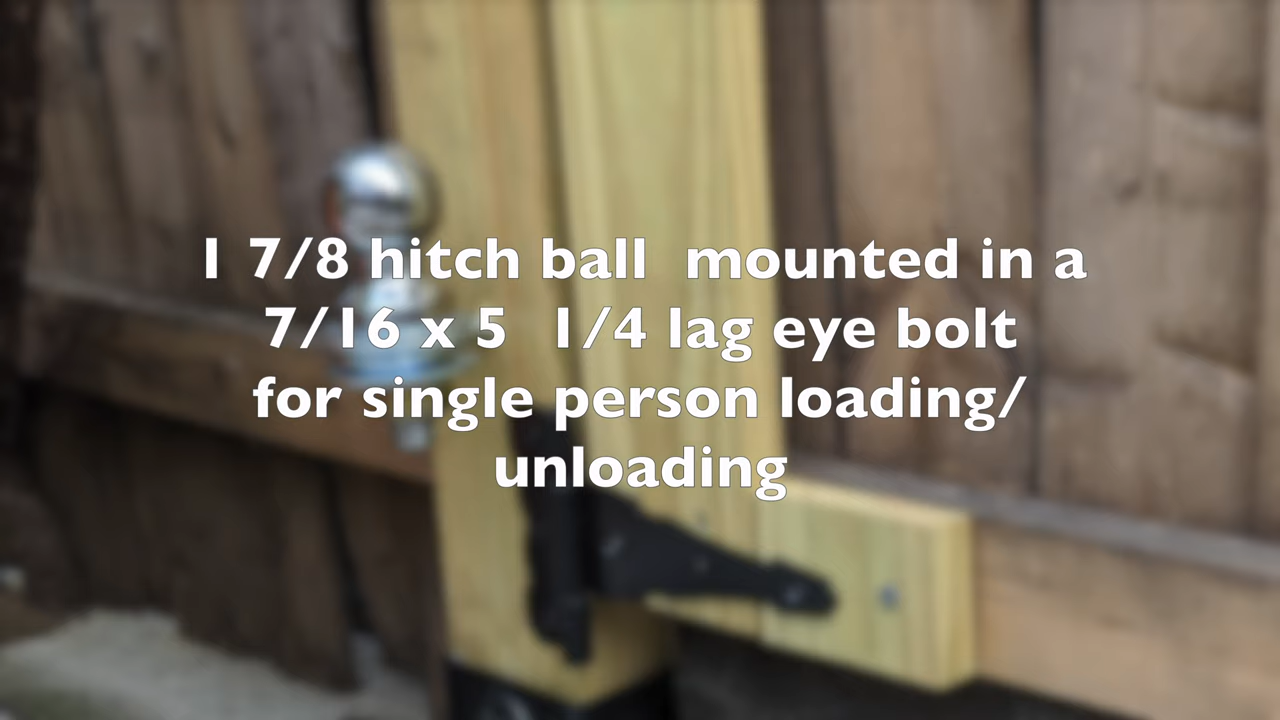 1 7/8 hitch ball  mounted in a
7/16 x 5  1/4 lag eye bolt
for single person loading/
unloading